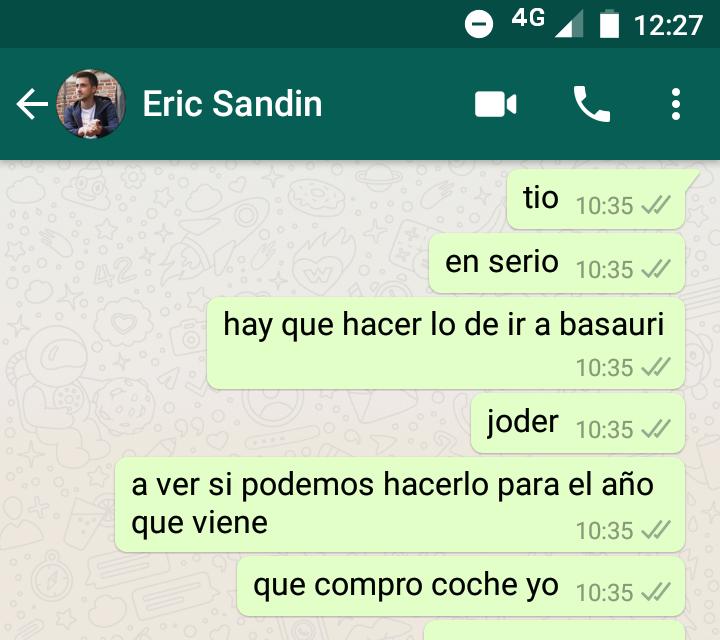 4G 12:27
Eric Sandin
tio 10:35
en serio 10:35
hay que hacer lo de ir a basauri
10:35
joder 10:35
a ver si podemos hacerlo para el año
que viene 10:35
que compro coche yo 10:35